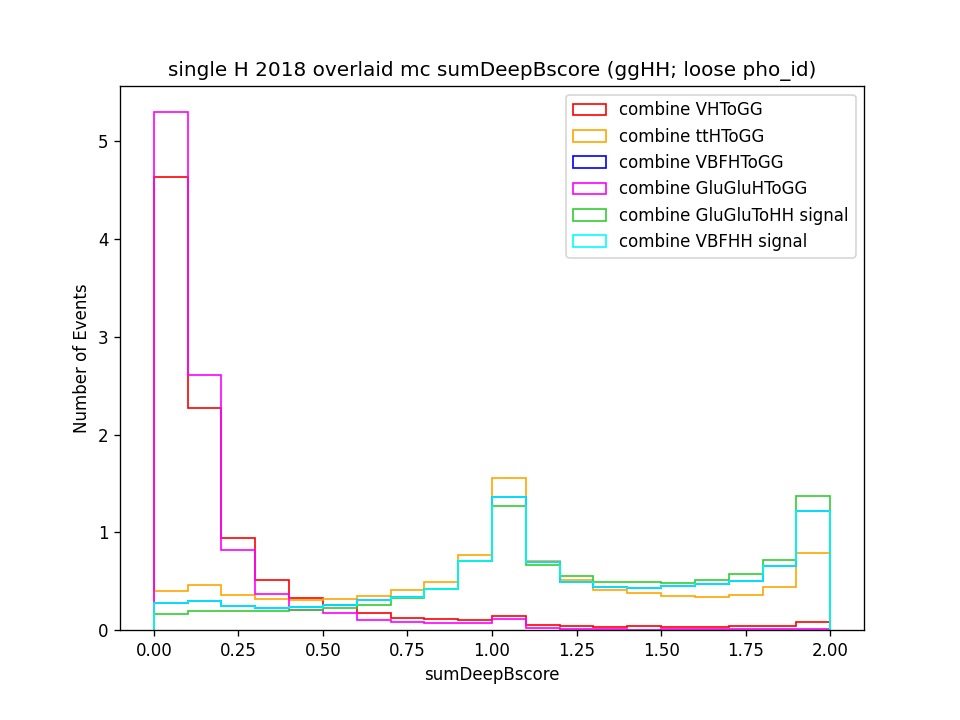 single H 2018 overlaid mc sumDeepBscore (ggHH; loose pho_id)
combine VHToGG
combine ttHToGG
combine VBFHToGG
combine GluGluHToGG
combine GluGluToHH signal
combine VBFHH signal
Number of Events
5
4
3
2
1
0
0.00 0.25 0.50 0.75 1.00 1.25 1.50 1.75 2.00
sumDeepBscore